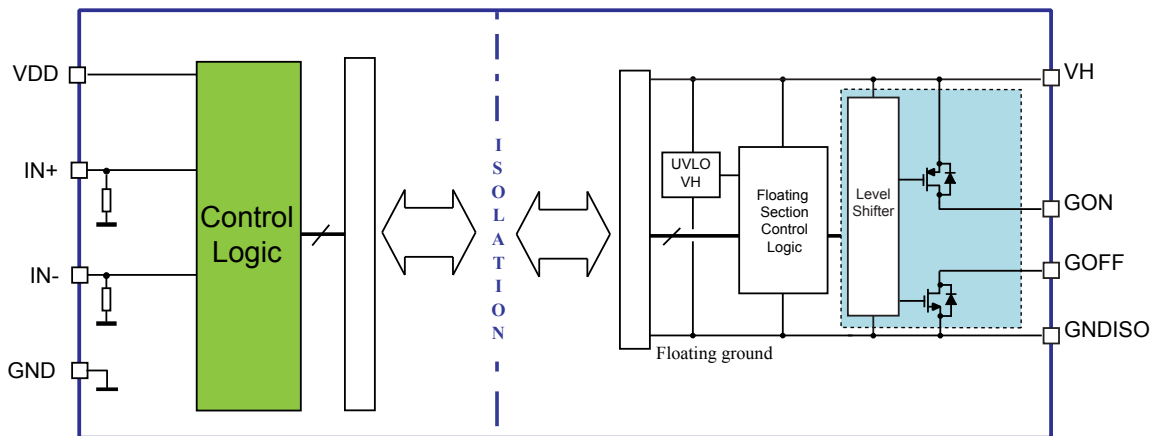 VDD
IN+
IN-
GND
Control
Logic
ISOLATION
UVLO
VH
Floating
Section
Control
Logic
Level
Shifter
Floating ground
VH
GON
GOFF
GNDISO